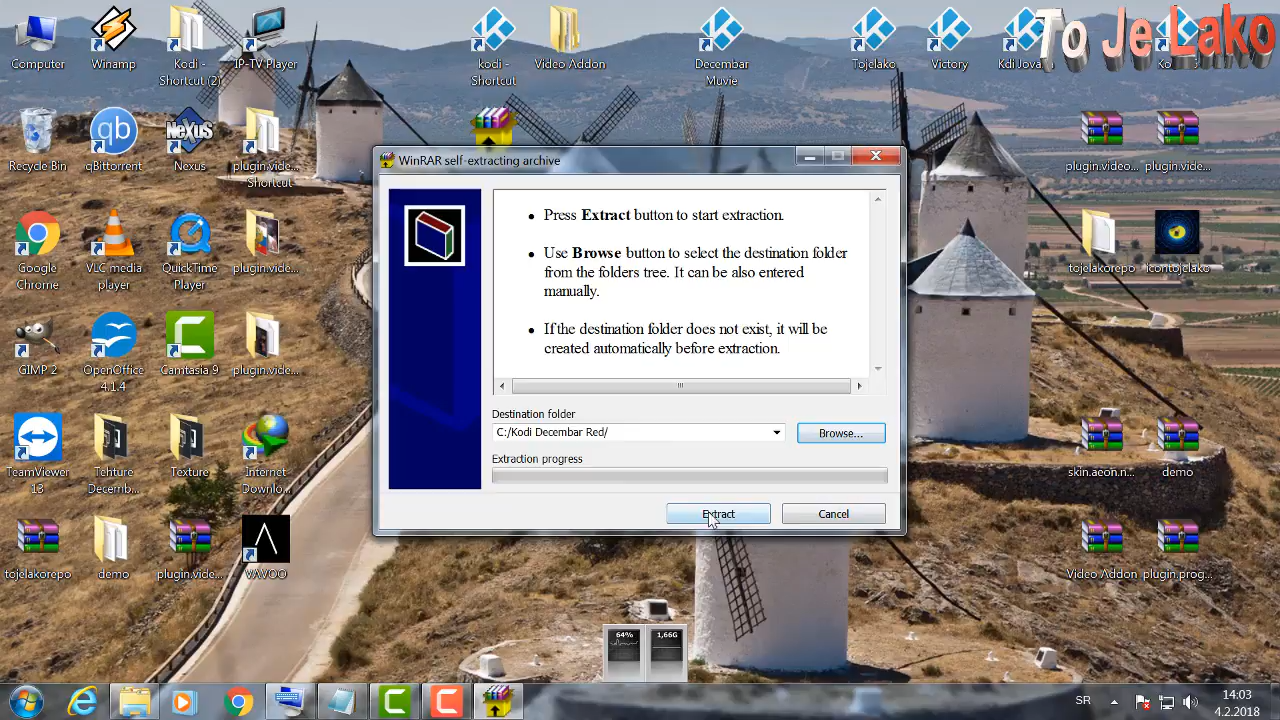 Computer
Winamp
Kodi -
Shortcut (2)
IP-TV Player
kodi -
Shortcut
Video Addon
Decembar
Muvie
Tojelako
Victory
To Je Lako
Recycle Bin
qBittorrent
Nexus
plugin.vide...
Shortcut
plugin.video...
plugin.vide...
WinRAR self-extracting archive
• Press Extract button to start extraction.
• Use Browse button to select the destination folder
from the folders tree. It can be also entered
manually.
• If the destination folder does not exist, it will be
created automatically before extraction.
Destination folder
C:/Kodi Decembar Red/
Browse...
Extraction progress
Extract
Cancel
Google
Chrome
VLC media
player
QuickTime
Player
plugin.vide...
tojelakorepo
icontojelako
GIMP 2
OpenOffice
4.1.4
Camtasia 9
plugin.vide...
TeamViewer
13
Tehture
Decemb...
Texture
Internet
Downlo...
skin.aeon.n...
demo
tojelakorepo
demo
plugin.vide...
VAVOO
Video Addon
plugin.prog...
64%
1,66G
SR
14:03
4.2.2018